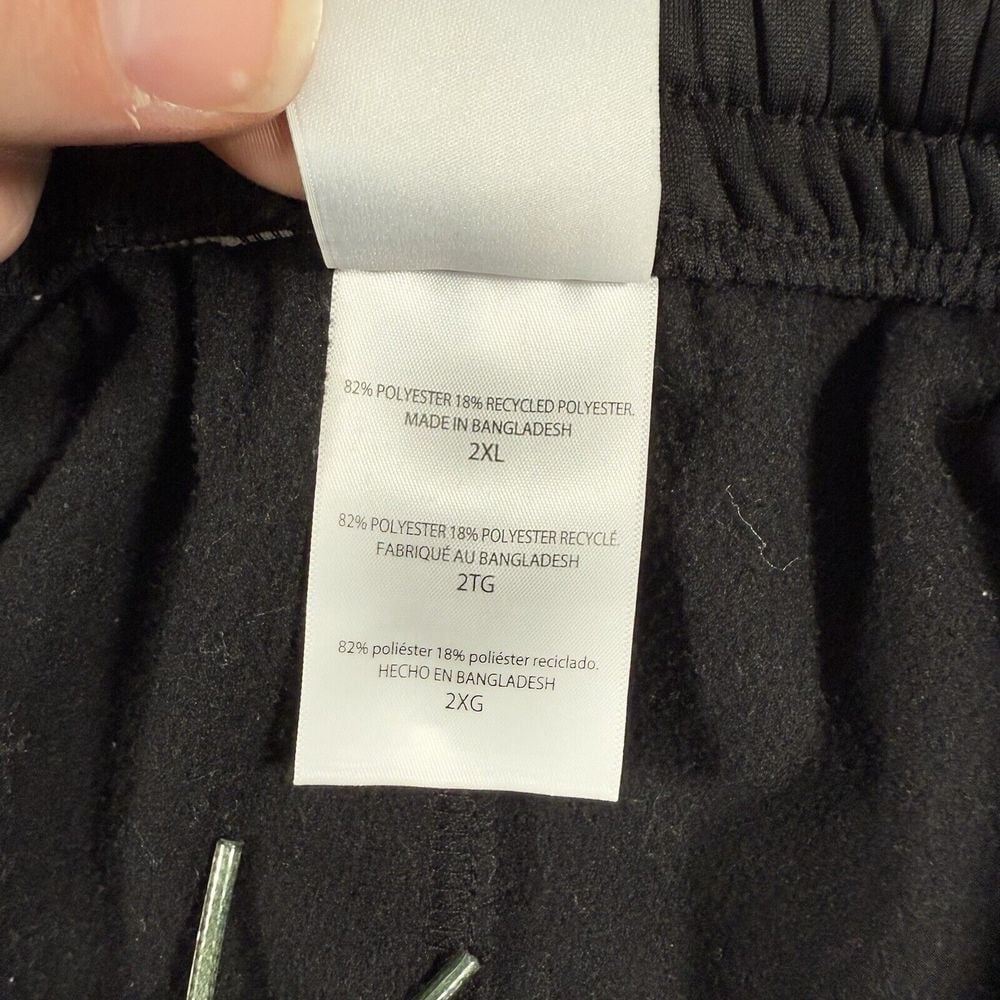 82% POLYESTER 18% RECYCLED POLYESTER.
MADE IN BANGLADESH
2XL
82% POLYESTER 18% POLYESTER RECYCLÉ.
FABRIQUÉ AU BANGLADESH
2TG
82% poliéster 18% poliéster reciclado.
HECHO EN BANGLADESH
2XG